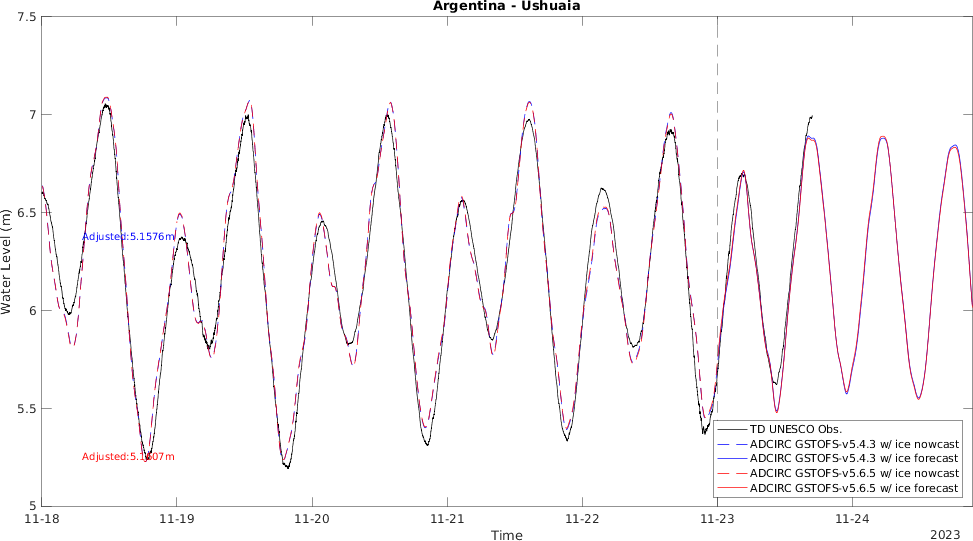 Argentina - Ushuaia
7.5
7
6.5
6
5.5
5
Water Level (m)
Adjusted:5.1576m
TD UNESCO Obs.
ADCIRC GSTOFS-v5.4.3 w/ ice nowcast
ADCIRC GSTOFS-v5.4.3 w/ ice forecast
ADCIRC GSTOFS-v5.6.5 w/ ice nowcast
ADCIRC GSTOFS-v5.6.5 w/ ice forecast
11-18
11-19
11-20
11-21
11-22
11-23
11-24
Time
2023